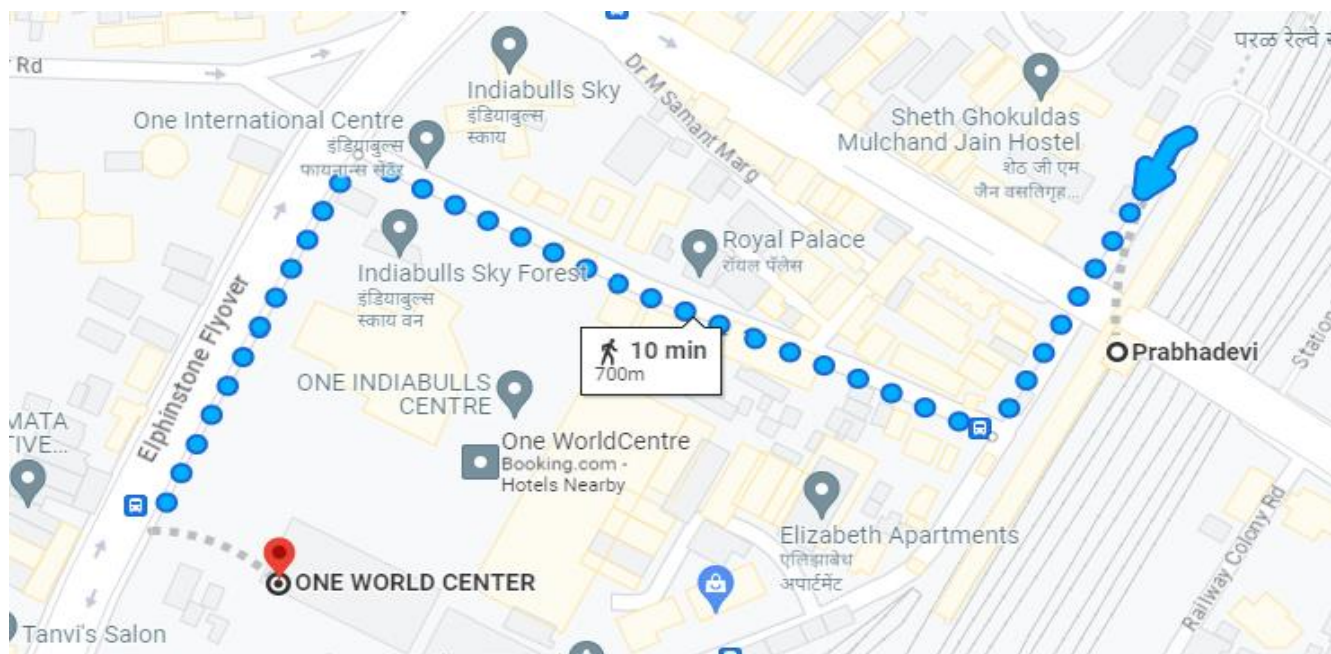 परळ रेल्वे
Rd
Indiabulls Sky
इंडियाबुल्स
स्काय
Dr M Samant Marg
Sheth Ghokuldas
Mulchand Jain Hostel
शेठ जी एम
जैन वसतिगृह...
One International Centre
इंडियाबुल्स
फायनान्स सेंटर
Royal Palace
रॉयल पॅलेस
Indiabulls Sky Forest
इंडियाबुल्स
स्काय वन
Elphinstone Flyover
10 min
700m
Prabhadevi
Station
ONE INDIABULLS
CENTRE
MATA
TIVE...
One WorldCentre
Booking.com -
Hotels Nearby
Elizabeth Apartments
एलिझाबेथ
अपार्टमेंट
Railway Colony Rd
ONE WORLD CENTER
Tanvi's Salon